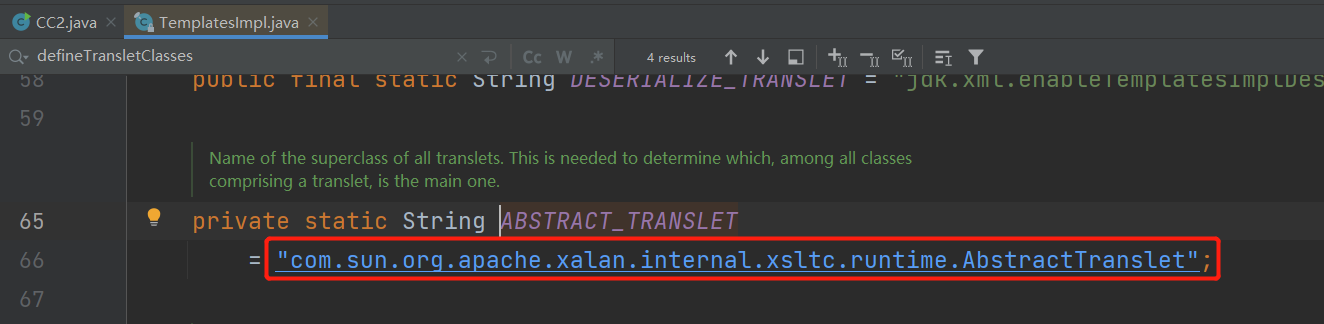 CC2.java × TemplatesImpl.java ×
defineTransletClasses × Cc W .* 4 results
58 public final static String DESERIALIZE_TRANSLET = "jdk.xml.enableTemplatesImplDes
59
Name of the superclass of all translets. This is needed to determine which, among all classes
comprising a translet, is the main one.
65 private static String ABSTRACT_TRANSLET
66 = "com.sun.org.apache.xalan.internal.xsltc.runtime.AbstractTranslet";
67